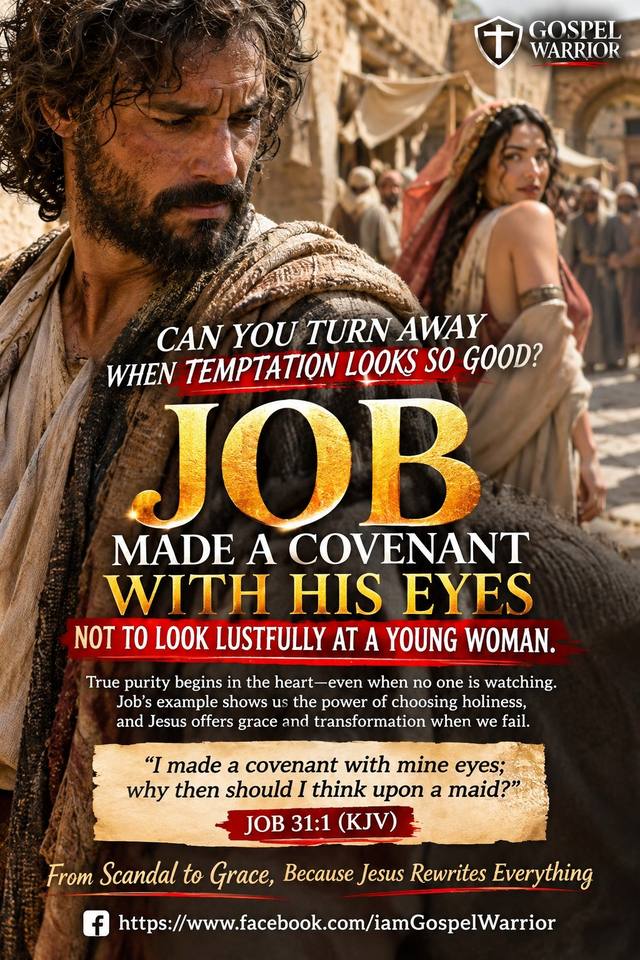 GOSPEL
WARRIOR
CAN YOU TURN AWAY
WHEN TEMPTATION LOOKS SO GOOD?
JOB
MADE A COVENANT
WITH HIS EYES
NOT TO LOOK LUSTFULLY AT A YOUNG WOMAN.
True purity begins in the heart—even when no one is watching.
Job's example shows us the power of choosing holiness,
and Jesus offers grace and transformation when we fail.
“I made a covenant with mine eyes;
why then should I think upon a maid?”
JOB 31:1 (KJV)
From Scandal to Grace, Because Jesus Rewrites Everything
f https://www.facebook.com/iamGospelWarrior